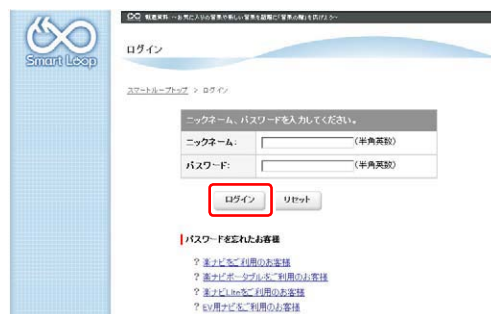 Smart Loop
ログイン
スマートループトップ > ログイン
ニックネーム、パスワードを入力してください。
ニックネーム: (半角英数)
パスワード: (半角英数)
ログイン リセット
パスワードを忘れたお客様
? 楽ナビをご利用のお客様
? 楽ナビポータブルをご利用のお客様
? 楽ナビLiteをご利用のお客様
? EV用ナビをご利用のお客様